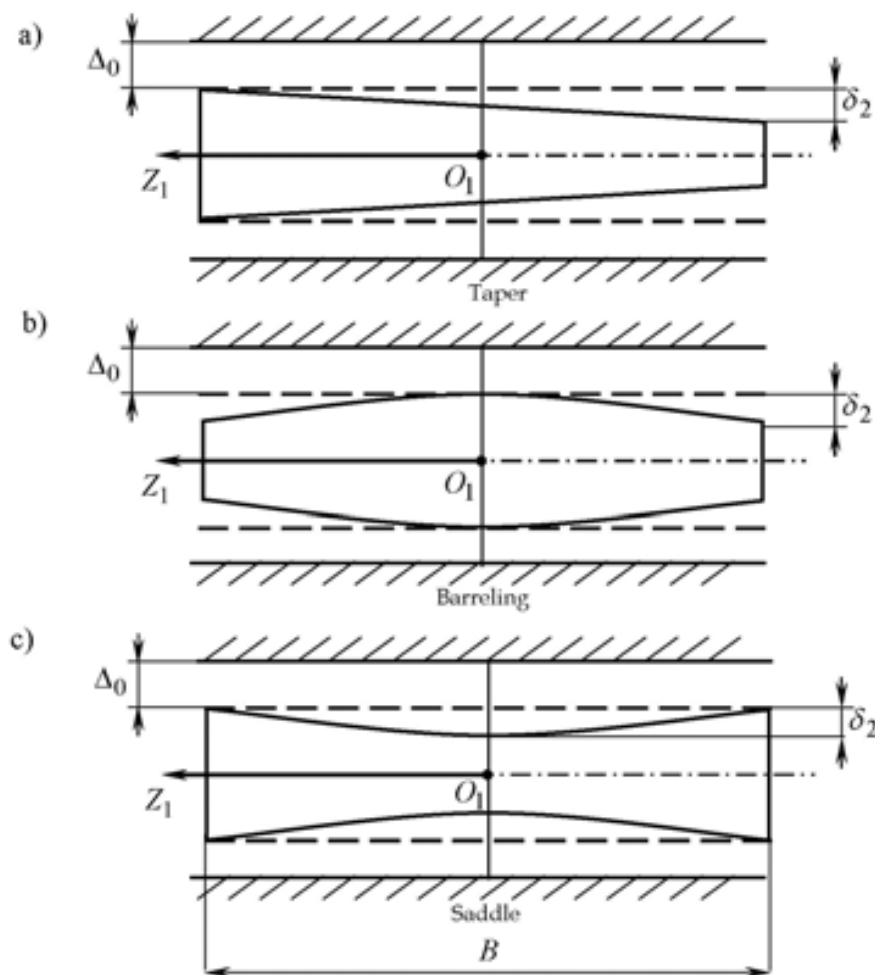 a)
Δ₀
δ₂
Z₁
O₁
Taper
b)
Δ₀
δ₂
Z₁
O₁
Barreling
c)
Δ₀
δ₂
Z₁
O₁
Saddle
B